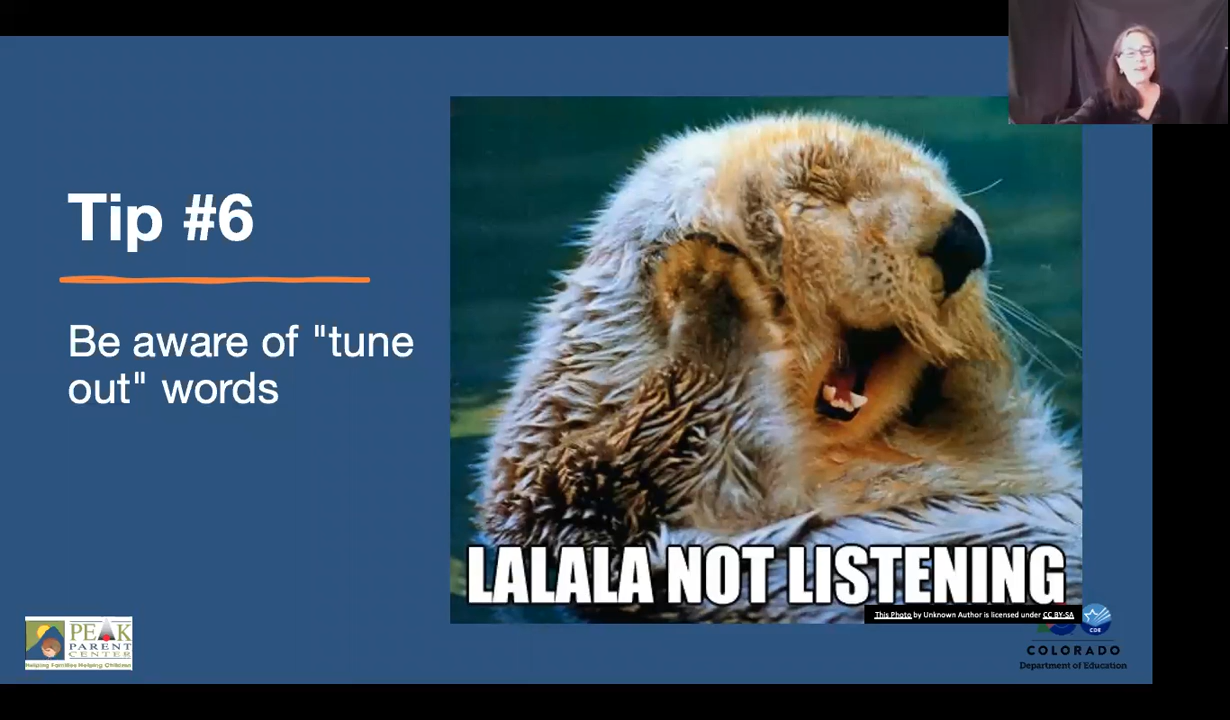 Tip #6
Be aware of "tune
out" words
LALALA NOT LISTENING
This Photo by Unknown Author is licensed under CC BY-SA
PEAK
PARENT
CENTER
Helping Families Helping Children
CDE
COLORADO
Department of Education